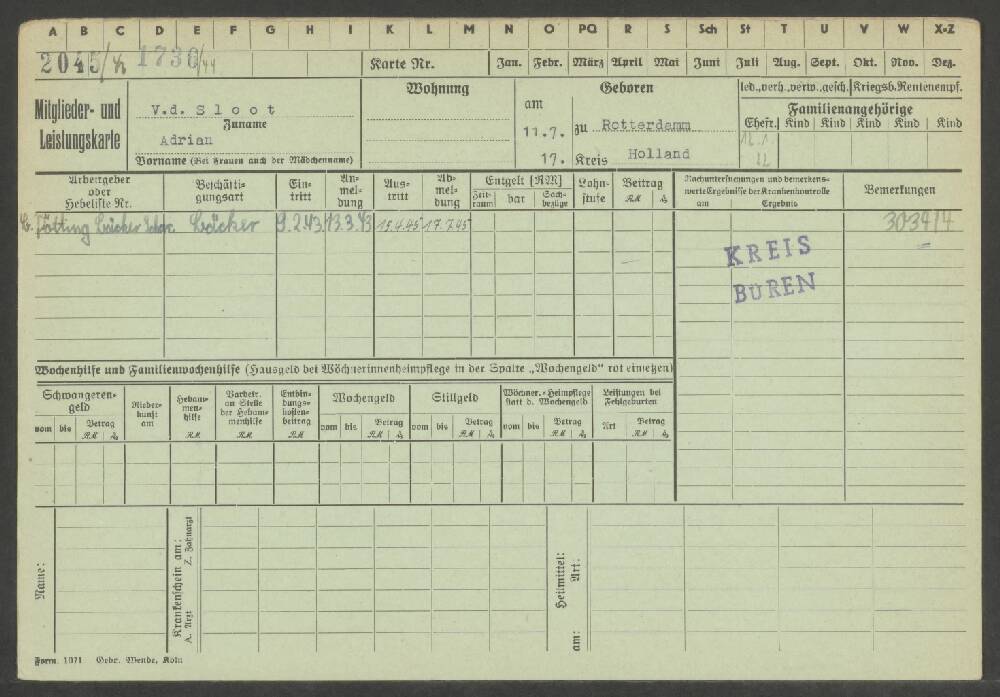 A B C D E F G H I K L M N O PQ R S Sch St T U V W X-Z
2045/42 1730/44 Karte Nr. Jan. Febr. März April Mai Juni Juli Aug. Sept. Okt. Nov. Dez.
Mitglieder- und Leistungskarte
V.d. Sloot
Zuname
Adrian
Vorname (Bei Frauen auch der Mädchenname)
Wohnung
Geboren
am
11.7.
17.
zu Rotterdamm
Kreis Holland
led., verh., verw., gesch. Kriegsb.-Rentenempf.
Familienangehörige
Ehefr. Kind Kind Kind Kind Kind
12.1.
22
Arbeitgeber oder Hebeliste Nr.
Beschäftigungsart
Eintritt
Anmeldung
Austritt
Abmeldung
Entgelt [RM]
Zeitraum bar Sachbezüge
Lohnstufe
Beitrag
RM
Nachuntersuchungen und bemerkenswerte Ergebnisse der Krankenkontrolle
am Ergebnis
Bemerkungen
Bäcker 9.2.43 13.3.43 15.4.45 17.7.45 303414
KREIS
BÜREN
Wochenhilfe und Familienwochenhilfe (Hausgeld bei Wöchnerinnenheimpflege in der Spalte „Wochengeld“ rot einsetzen)
Schwangerengeld
vom bis Betrag
RM
Niederkunft am
Hebammenhilfe
RM
Barbetr. an Stelle der Hebammenhilfe
RM
Entbindungskostenbeitrag
RM
Wochengeld
vom bis Betrag
RM
Stillgeld
vom bis Betrag
RM
Wöchner.-Heimpflege statt d. Wochengeld
vom bis Betrag
RM
Leistungen bei Fehlgeburten
Art Betrag
RM
Name:
Krankenschein am:
A. Arzt Z. Zahnarzt
Heilmittel:
am: Art:
Form. 1071 Gebr. Wende, Köln